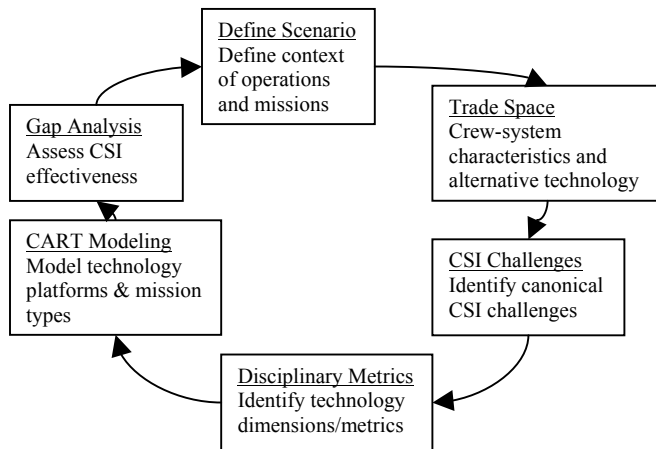 Define Scenario
Define context
of operations
and missions
Trade Space
Crew-system
characteristics and
alternative technology
CSI Challenges
Identify canonical
CSI challenges
Disciplinary Metrics
Identify technology
dimensions/metrics
CART Modeling
Model technology
platforms & mission
types
Gap Analysis
Assess CSI
effectiveness